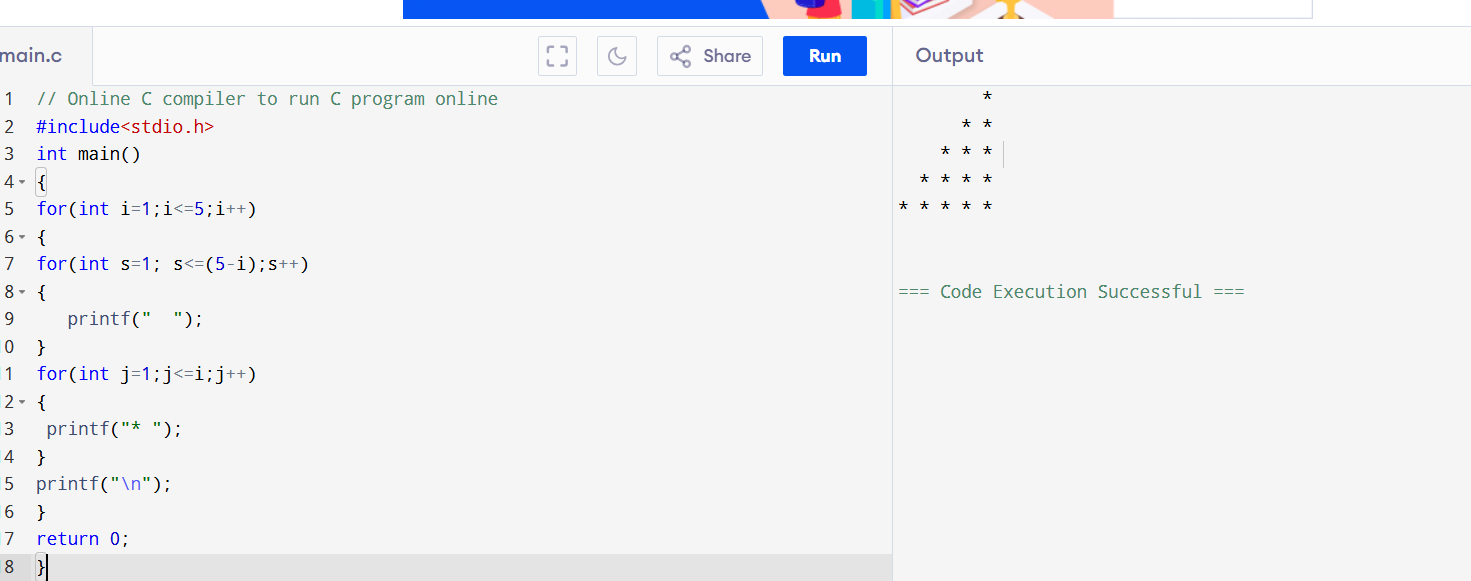 main.c
Share
Run
Output
1 // Online C compiler to run C program online
2 #include<stdio.h>
3 int main()
4 {
5 for(int i=1;i<=5;i++)
6 {
7 for(int s=1; s<=(5-i);s++)
8 {
9    printf("  ");
0 }
1 for(int j=1;j<=i;j++)
2 {
3  printf("* ");
4 }
5 printf("\n");
6 }
7 return 0;
8 }
        *
      * *
    * * *
  * * * *
* * * * *
=== Code Execution Successful ===